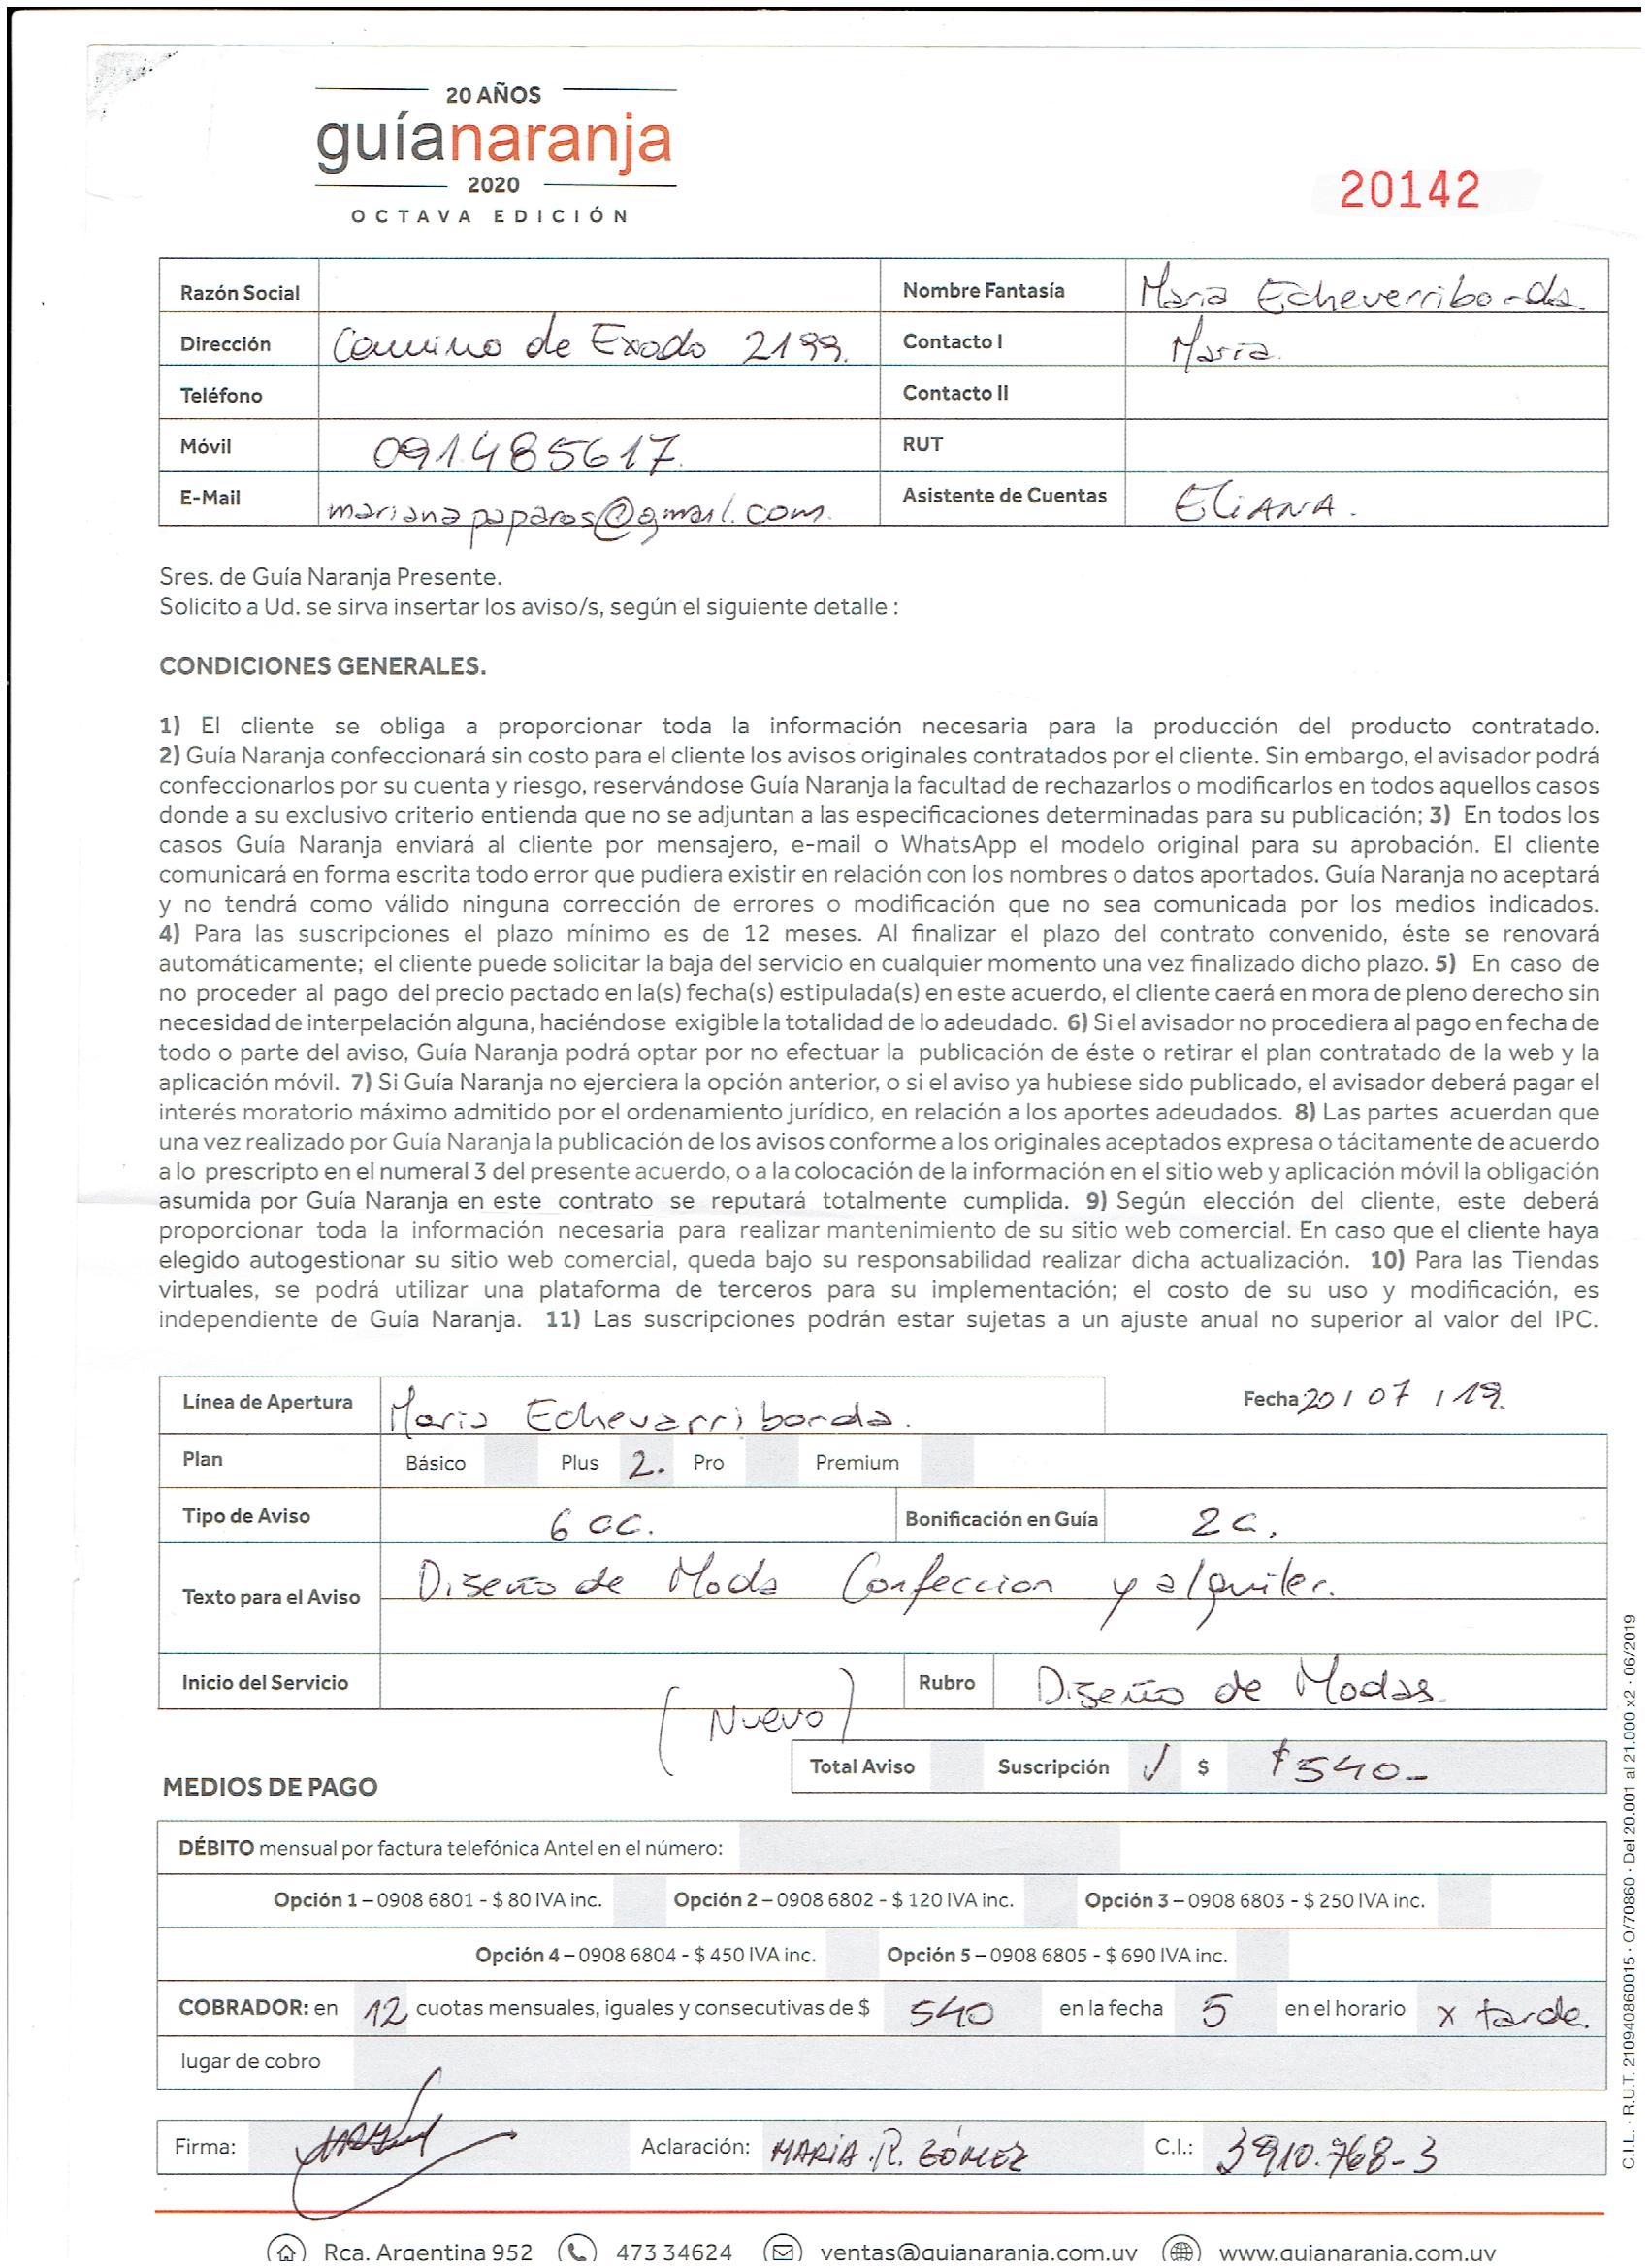 20 AÑOS
guíanaranja
2020
OCTAVA EDICIÓN
20142
Razón Social
Nombre Fantasía Maria Echeverriborda.
Dirección Camino de Exodo 2199.
Contacto I Maria.
Teléfono
Contacto II
Móvil 091485617.
RUT
E-Mail marianapaparos@gmail.com.
Asistente de Cuentas ELIANA.
Sres. de Guía Naranja Presente.
Solicito a Ud. se sirva insertar los aviso/s, según el siguiente detalle :
CONDICIONES GENERALES.
1) El cliente se obliga a proporcionar toda la información necesaria para la producción del producto contratado.
2) Guía Naranja confeccionará sin costo para el cliente los avisos originales contratados por el cliente. Sin embargo, el avisador podrá
confeccionarlos por su cuenta y riesgo, reservándose Guía Naranja la facultad de rechazarlos o modificarlos en todos aquellos casos
donde a su exclusivo criterio entienda que no se adjuntan a las especificaciones determinadas para su publicación; 3) En todos los
casos Guía Naranja enviará al cliente por mensajero, e-mail o WhatsApp el modelo original para su aprobación. El cliente
comunicará en forma escrita todo error que pudiera existir en relación con los nombres o datos aportados. Guía Naranja no aceptará
y no tendrá como válido ninguna corrección de errores o modificación que no sea comunicada por los medios indicados.
4) Para las suscripciones el plazo mínimo es de 12 meses. Al finalizar el plazo del contrato convenido, éste se renovará
automáticamente; el cliente puede solicitar la baja del servicio en cualquier momento una vez finalizado dicho plazo. 5) En caso de
no proceder al pago del precio pactado en la(s) fecha(s) estipulada(s) en este acuerdo, el cliente caerá en mora de pleno derecho sin
necesidad de interpelación alguna, haciéndose exigible la totalidad de lo adeudado. 6) Si el avisador no procediera al pago en fecha de
todo o parte del aviso, Guía Naranja podrá optar por no efectuar la publicación de éste o retirar el plan contratado de la web y la
aplicación móvil. 7) Si Guía Naranja no ejerciera la opción anterior, o si el aviso ya hubiese sido publicado, el avisador deberá pagar el
interés moratorio máximo admitido por el ordenamiento jurídico, en relación a los aportes adeudados. 8) Las partes acuerdan que
una vez realizado por Guía Naranja la publicación de los avisos conforme a los originales aceptados expresa o tácitamente de acuerdo
a lo prescripto en el numeral 3 del presente acuerdo, o a la colocación de la información en el sitio web y aplicación móvil la obligación
asumida por Guía Naranja en este contrato se reputará totalmente cumplida. 9) Según elección del cliente, este deberá
proporcionar toda la información necesaria para realizar mantenimiento de su sitio web comercial. En caso que el cliente haya
elegido autogestionar su sitio web comercial, queda bajo su responsabilidad realizar dicha actualización. 10) Para las Tiendas
virtuales, se podrá utilizar una plataforma de terceros para su implementación; el costo de su uso y modificación, es
independiente de Guía Naranja. 11) Las suscripciones podrán estar sujetas a un ajuste anual no superior al valor del IPC.
Línea de Apertura Maria Echevarriborda.
Fecha 20 / 07 / 19.
Plan Básico Plus 2. Pro Premium
Tipo de Aviso 6 cc.
Bonificación en Guía 2 c.
Texto para el Aviso Diseño de Moda Confeccion y alquiler.
Inicio del Servicio
Rubro Diseño de Modas.
(Nuevo)
Total Aviso Suscripción ✓ $ $540-
MEDIOS DE PAGO
DÉBITO mensual por factura telefónica Antel en el número:
Opción 1 – 0908 6801 - $ 80 IVA inc. Opción 2 – 0908 6802 - $ 120 IVA inc. Opción 3 – 0908 6803 - $ 250 IVA inc.
Opción 4 – 0908 6804 - $ 450 IVA inc. Opción 5 – 0908 6805 - $ 690 IVA inc.
COBRADOR: en 12 cuotas mensuales, iguales y consecutivas de $ 540 en la fecha 5 en el horario x tarde.
lugar de cobro
Firma: Aclaración: MARIA.R. GÓMEZ C.I.: 3910.768-3
Rca. Argentina 952 473 34624 ventas@guianaranja.com.uy www.guianaranja.com.uy
C.I.L. · R.U.T. 210940860015 · O/70860 · Del 20.001 al 21.000 x2 · 06/2019